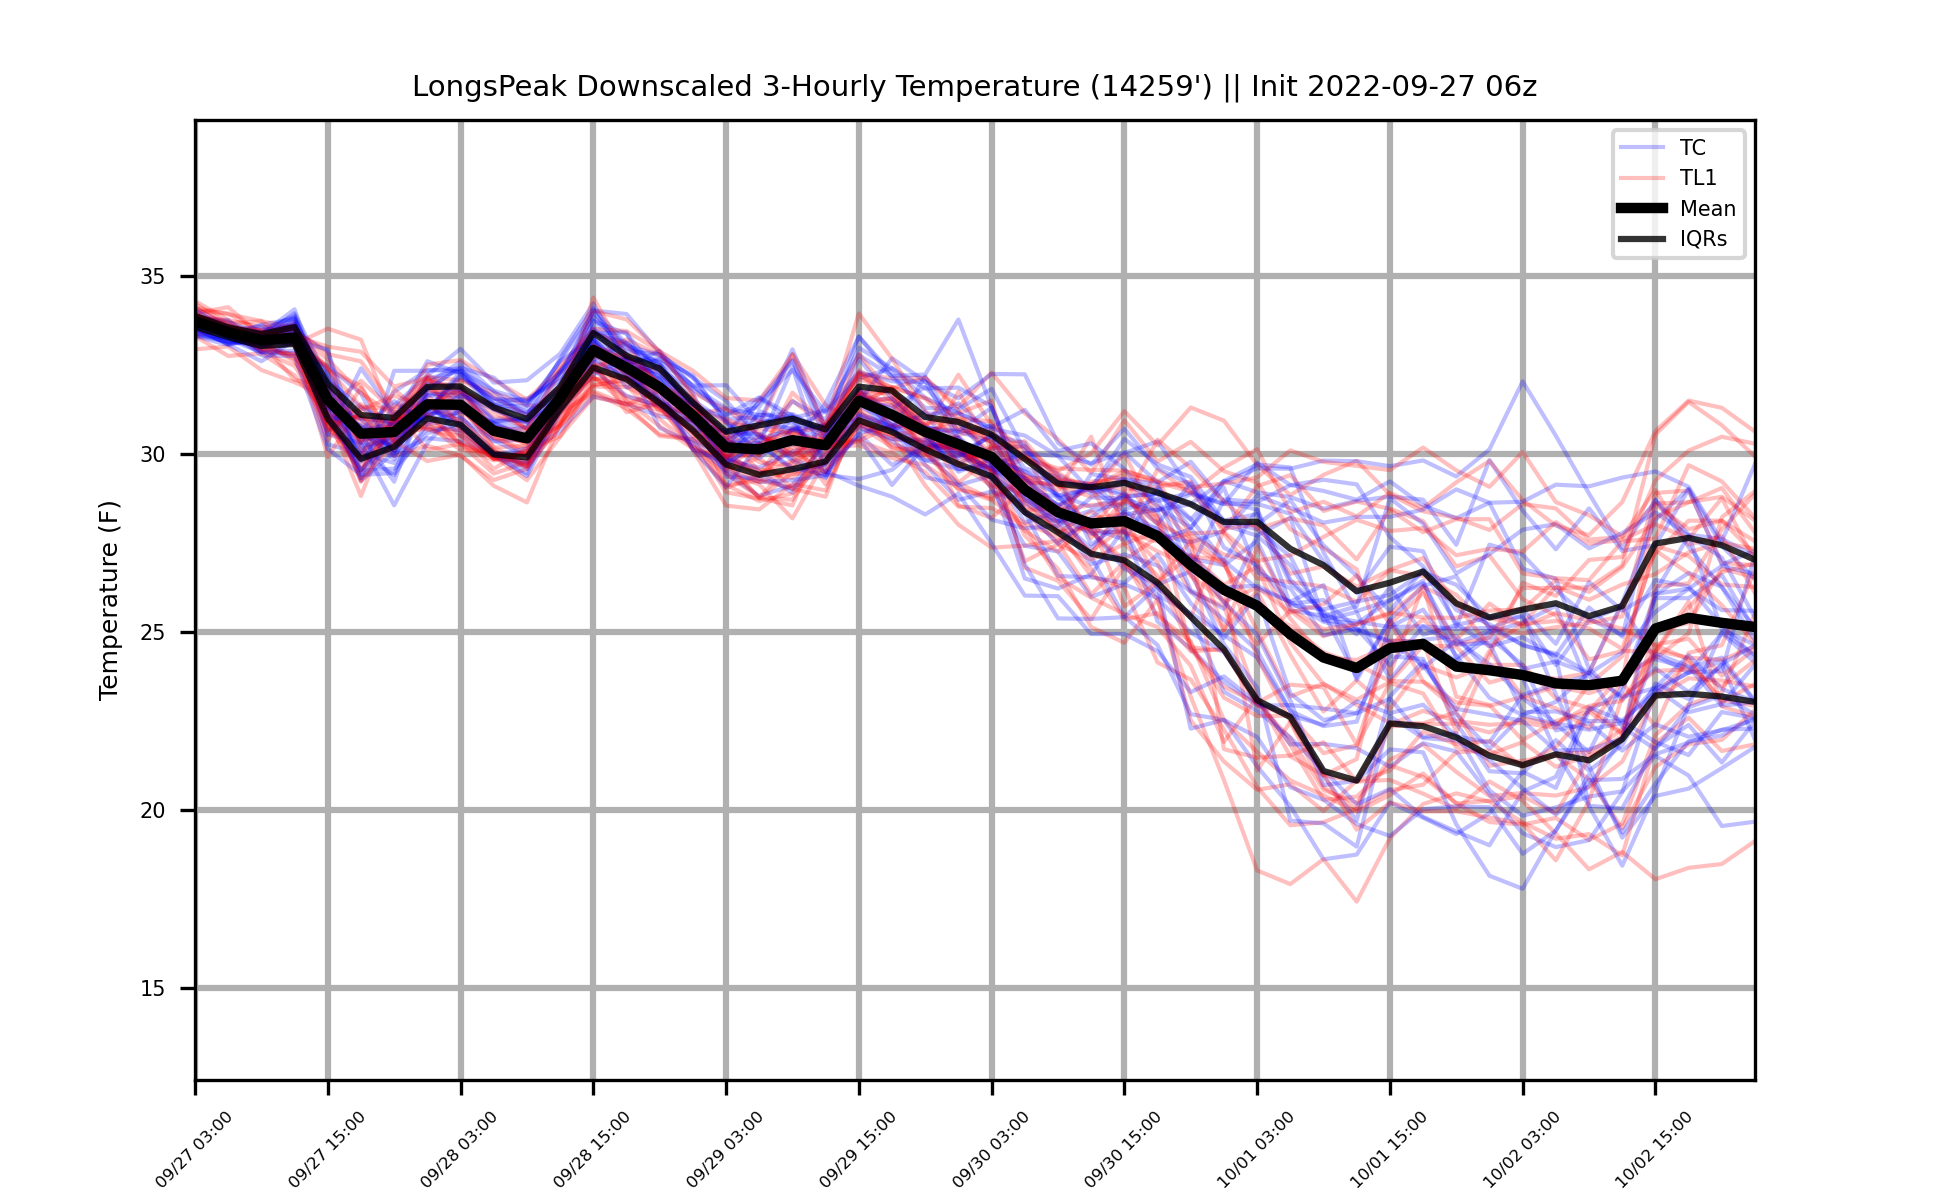 LongsPeak Downscaled 3-Hourly Temperature (14259') || Init 2022-09-27 06z
TC
TL1
Mean
IQRs
Temperature (F)
35
30
25
20
15
09/27 03:00
09/27 15:00
09/28 03:00
09/28 15:00
09/29 03:00
09/29 15:00
09/30 03:00
09/30 15:00
10/01 03:00
10/01 15:00
10/02 03:00
10/02 15:00